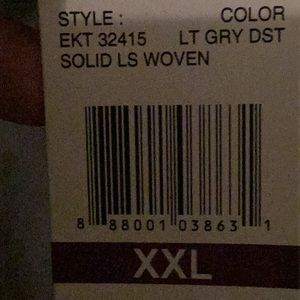 STYLE : COLOR
EKT 32415 LT GRY DST
SOLID LS WOVEN
8 88001 03863 1
XXL